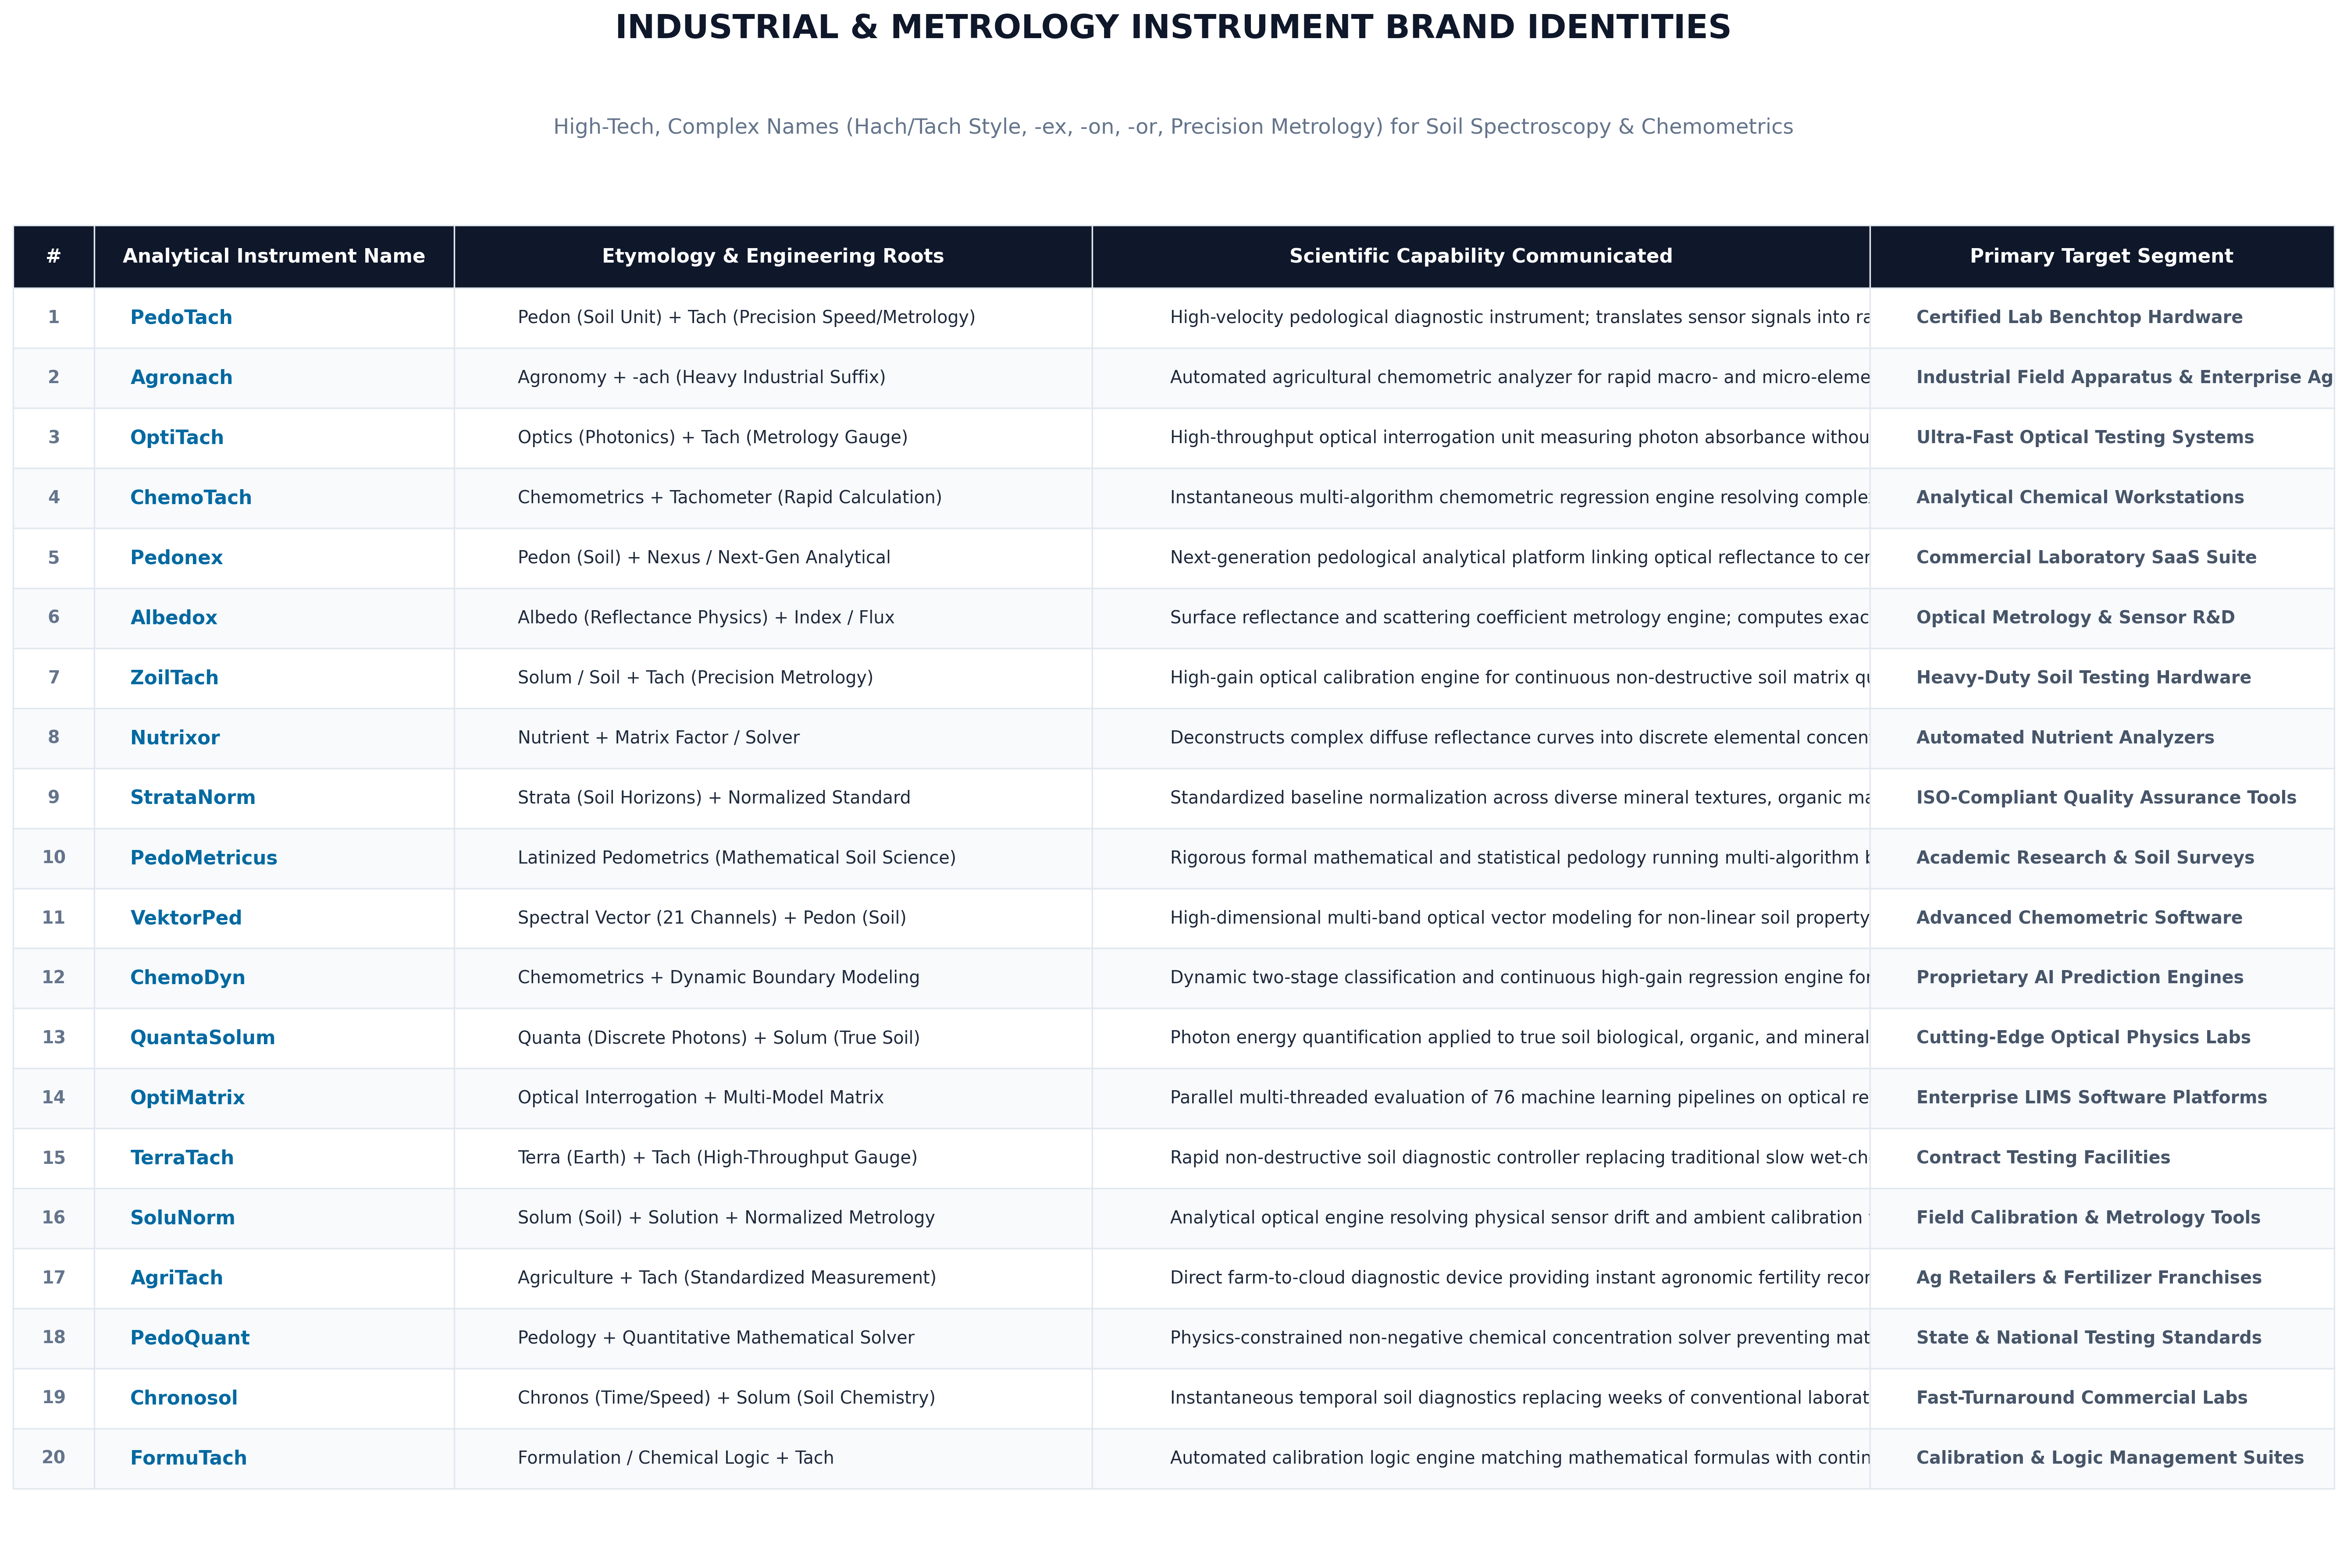 INDUSTRIAL & METROLOGY INSTRUMENT BRAND IDENTITIES
High-Tech, Complex Names (Hach/Tach Style, -ex, -on, -or, Precision Metrology) for Soil Spectroscopy & Chemometrics
# Analytical Instrument Name Etymology & Engineering Roots Scientific Capability Communicated Primary Target Segment
1 PedoTach Pedon (Soil Unit) + Tach (Precision Speed/Metrology) High-velocity pedological diagnostic instrument; translates sensor signals into ra Certified Lab Benchtop Hardware
2 Agronach Agronomy + -ach (Heavy Industrial Suffix) Automated agricultural chemometric analyzer for rapid macro- and micro-eleme Industrial Field Apparatus & Enterprise Ag
3 OptiTach Optics (Photonics) + Tach (Metrology Gauge) High-throughput optical interrogation unit measuring photon absorbance withou Ultra-Fast Optical Testing Systems
4 ChemoTach Chemometrics + Tachometer (Rapid Calculation) Instantaneous multi-algorithm chemometric regression engine resolving comple Analytical Chemical Workstations
5 Pedonex Pedon (Soil) + Nexus / Next-Gen Analytical Next-generation pedological analytical platform linking optical reflectance to cer Commercial Laboratory SaaS Suite
6 Albedox Albedo (Reflectance Physics) + Index / Flux Surface reflectance and scattering coefficient metrology engine; computes exac Optical Metrology & Sensor R&D
7 ZoilTach Solum / Soil + Tach (Precision Metrology) High-gain optical calibration engine for continuous non-destructive soil matrix qu Heavy-Duty Soil Testing Hardware
8 Nutrixor Nutrient + Matrix Factor / Solver Deconstructs complex diffuse reflectance curves into discrete elemental concen Automated Nutrient Analyzers
9 StrataNorm Strata (Soil Horizons) + Normalized Standard Standardized baseline normalization across diverse mineral textures, organic ma ISO-Compliant Quality Assurance Tools
10 PedoMetricus Latinized Pedometrics (Mathematical Soil Science) Rigorous formal mathematical and statistical pedology running multi-algorithm b Academic Research & Soil Surveys
11 VektorPed Spectral Vector (21 Channels) + Pedon (Soil) High-dimensional multi-band optical vector modeling for non-linear soil property Advanced Chemometric Software
12 ChemoDyn Chemometrics + Dynamic Boundary Modeling Dynamic two-stage classification and continuous high-gain regression engine for Proprietary AI Prediction Engines
13 QuantaSolum Quanta (Discrete Photons) + Solum (True Soil) Photon energy quantification applied to true soil biological, organic, and mineral Cutting-Edge Optical Physics Labs
14 OptiMatrix Optical Interrogation + Multi-Model Matrix Parallel multi-threaded evaluation of 76 machine learning pipelines on optical re Enterprise LIMS Software Platforms
15 TerraTach Terra (Earth) + Tach (High-Throughput Gauge) Rapid non-destructive soil diagnostic controller replacing traditional slow wet-ch Contract Testing Facilities
16 SoluNorm Solum (Soil) + Solution + Normalized Metrology Analytical optical engine resolving physical sensor drift and ambient calibration Field Calibration & Metrology Tools
17 AgriTach Agriculture + Tach (Standardized Measurement) Direct farm-to-cloud diagnostic device providing instant agronomic fertility recor Ag Retailers & Fertilizer Franchises
18 PedoQuant Pedology + Quantitative Mathematical Solver Physics-constrained non-negative chemical concentration solver preventing mat State & National Testing Standards
19 Chronosol Chronos (Time/Speed) + Solum (Soil Chemistry) Instantaneous temporal soil diagnostics replacing weeks of conventional laborat Fast-Turnaround Commercial Labs
20 FormuTach Formulation / Chemical Logic + Tach Automated calibration logic engine matching mathematical formulas with contin Calibration & Logic Management Suites